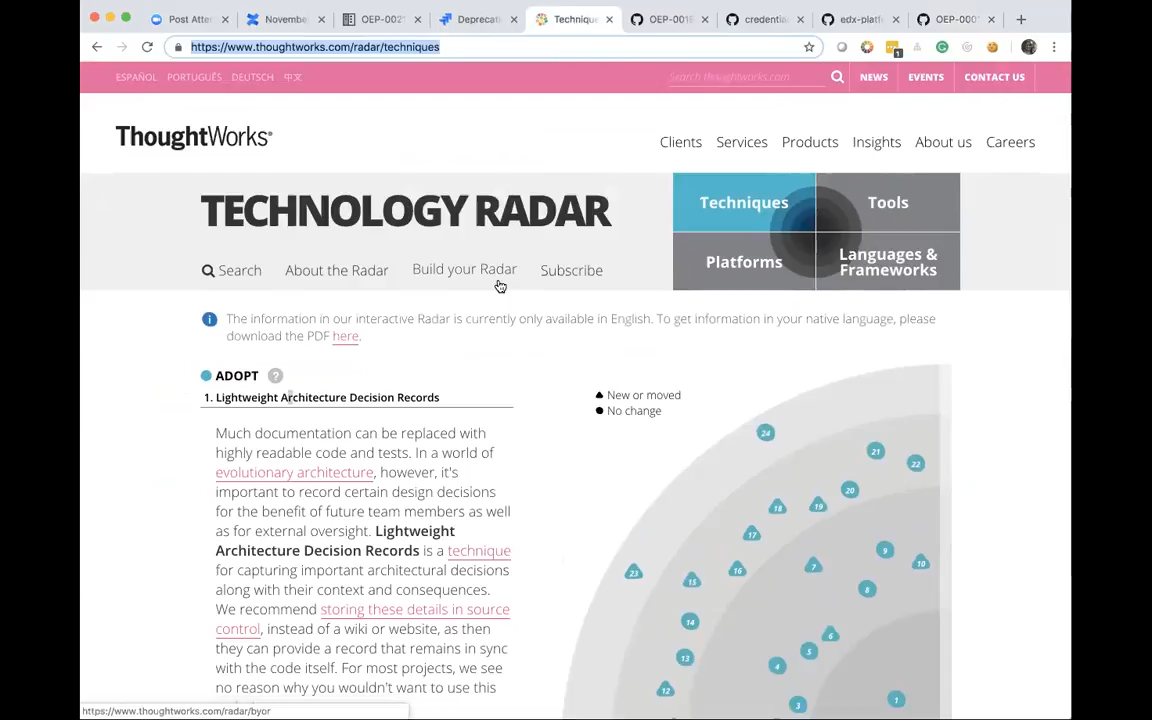 Post Atter
Novembe
OEP-0021
Deprecati
Technique
OEP-0018
credential
edx-platf
OEP-0001
https://www.thoughtworks.com/radar/techniques
1
ESPAÑOL PORTUGUÊS DEUTSCH 中文
Search thoughtworks.com
NEWS EVENTS CONTACT US
ThoughtWorks®
Clients Services Products Insights About us Careers
TECHNOLOGY RADAR
Techniques
Tools
Platforms
Languages &
Frameworks
Search About the Radar Build your Radar Subscribe
The information in our interactive Radar is currently only available in English. To get information in your native language, please
download the PDF here.
ADOPT ?
1. Lightweight Architecture Decision Records
Much documentation can be replaced with
highly readable code and tests. In a world of
evolutionary architecture, however, it's
important to record certain design decisions
for the benefit of future team members as well
as for external oversight. Lightweight
Architecture Decision Records is a technique
for capturing important architectural decisions
along with their context and consequences.
We recommend storing these details in source
control, instead of a wiki or website, as then
they can provide a record that remains in sync
with the code itself. For most projects, we see
no reason why you wouldn't want to use this
New or moved
No change
24
21
22
20
18
19
17
9
10
7
16
23
15
8
14
6
5
13
4
12
3
1
https://www.thoughtworks.com/radar/byor